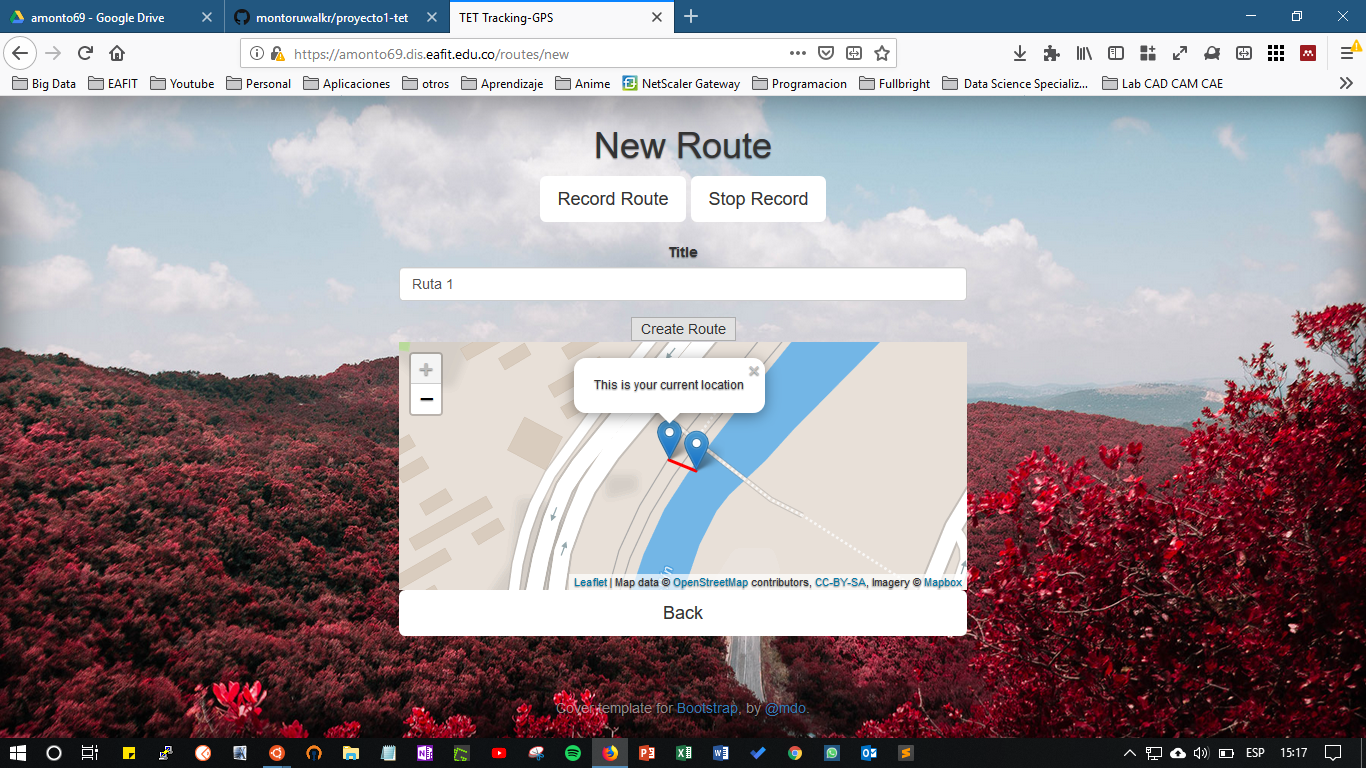 amonto69 - Google Drive
montoruwalkr/proyecto1-tet
TET Tracking-GPS
https://amonto69.dis.eafit.edu.co/routes/new
Big Data
EAFIT
Youtube
Personal
Aplicaciones
otros
Aprendizaje
Anime
NetScaler Gateway
Programacion
Fullbright
Data Science Specializ...
Lab CAD CAM CAE
New Route
Record Route
Stop Record
Title
Ruta 1
Create Route
+
−
This is your current location
Leaflet | Map data © OpenStreetMap contributors, CC-BY-SA, Imagery © Mapbox
Back
Cover template for Bootstrap, by @mdo.
ESP
15:17